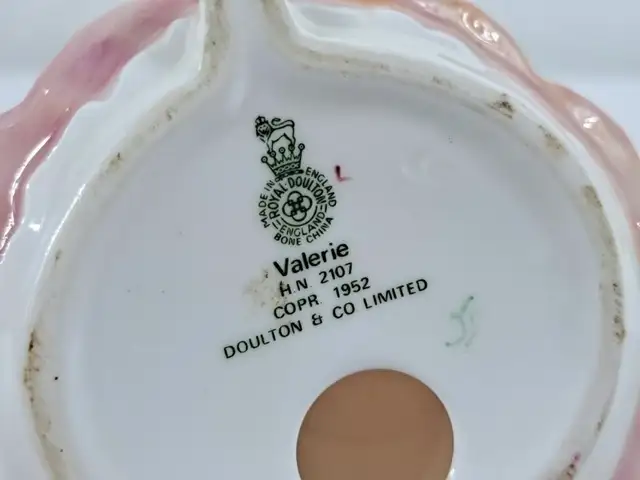 MADE IN ENGLAND
ROYAL·DOULTON
ENGLAND
BONE CHINA
L
Valerie
H.N. 2107
COPR. 1952
DOULTON & CO LIMITED